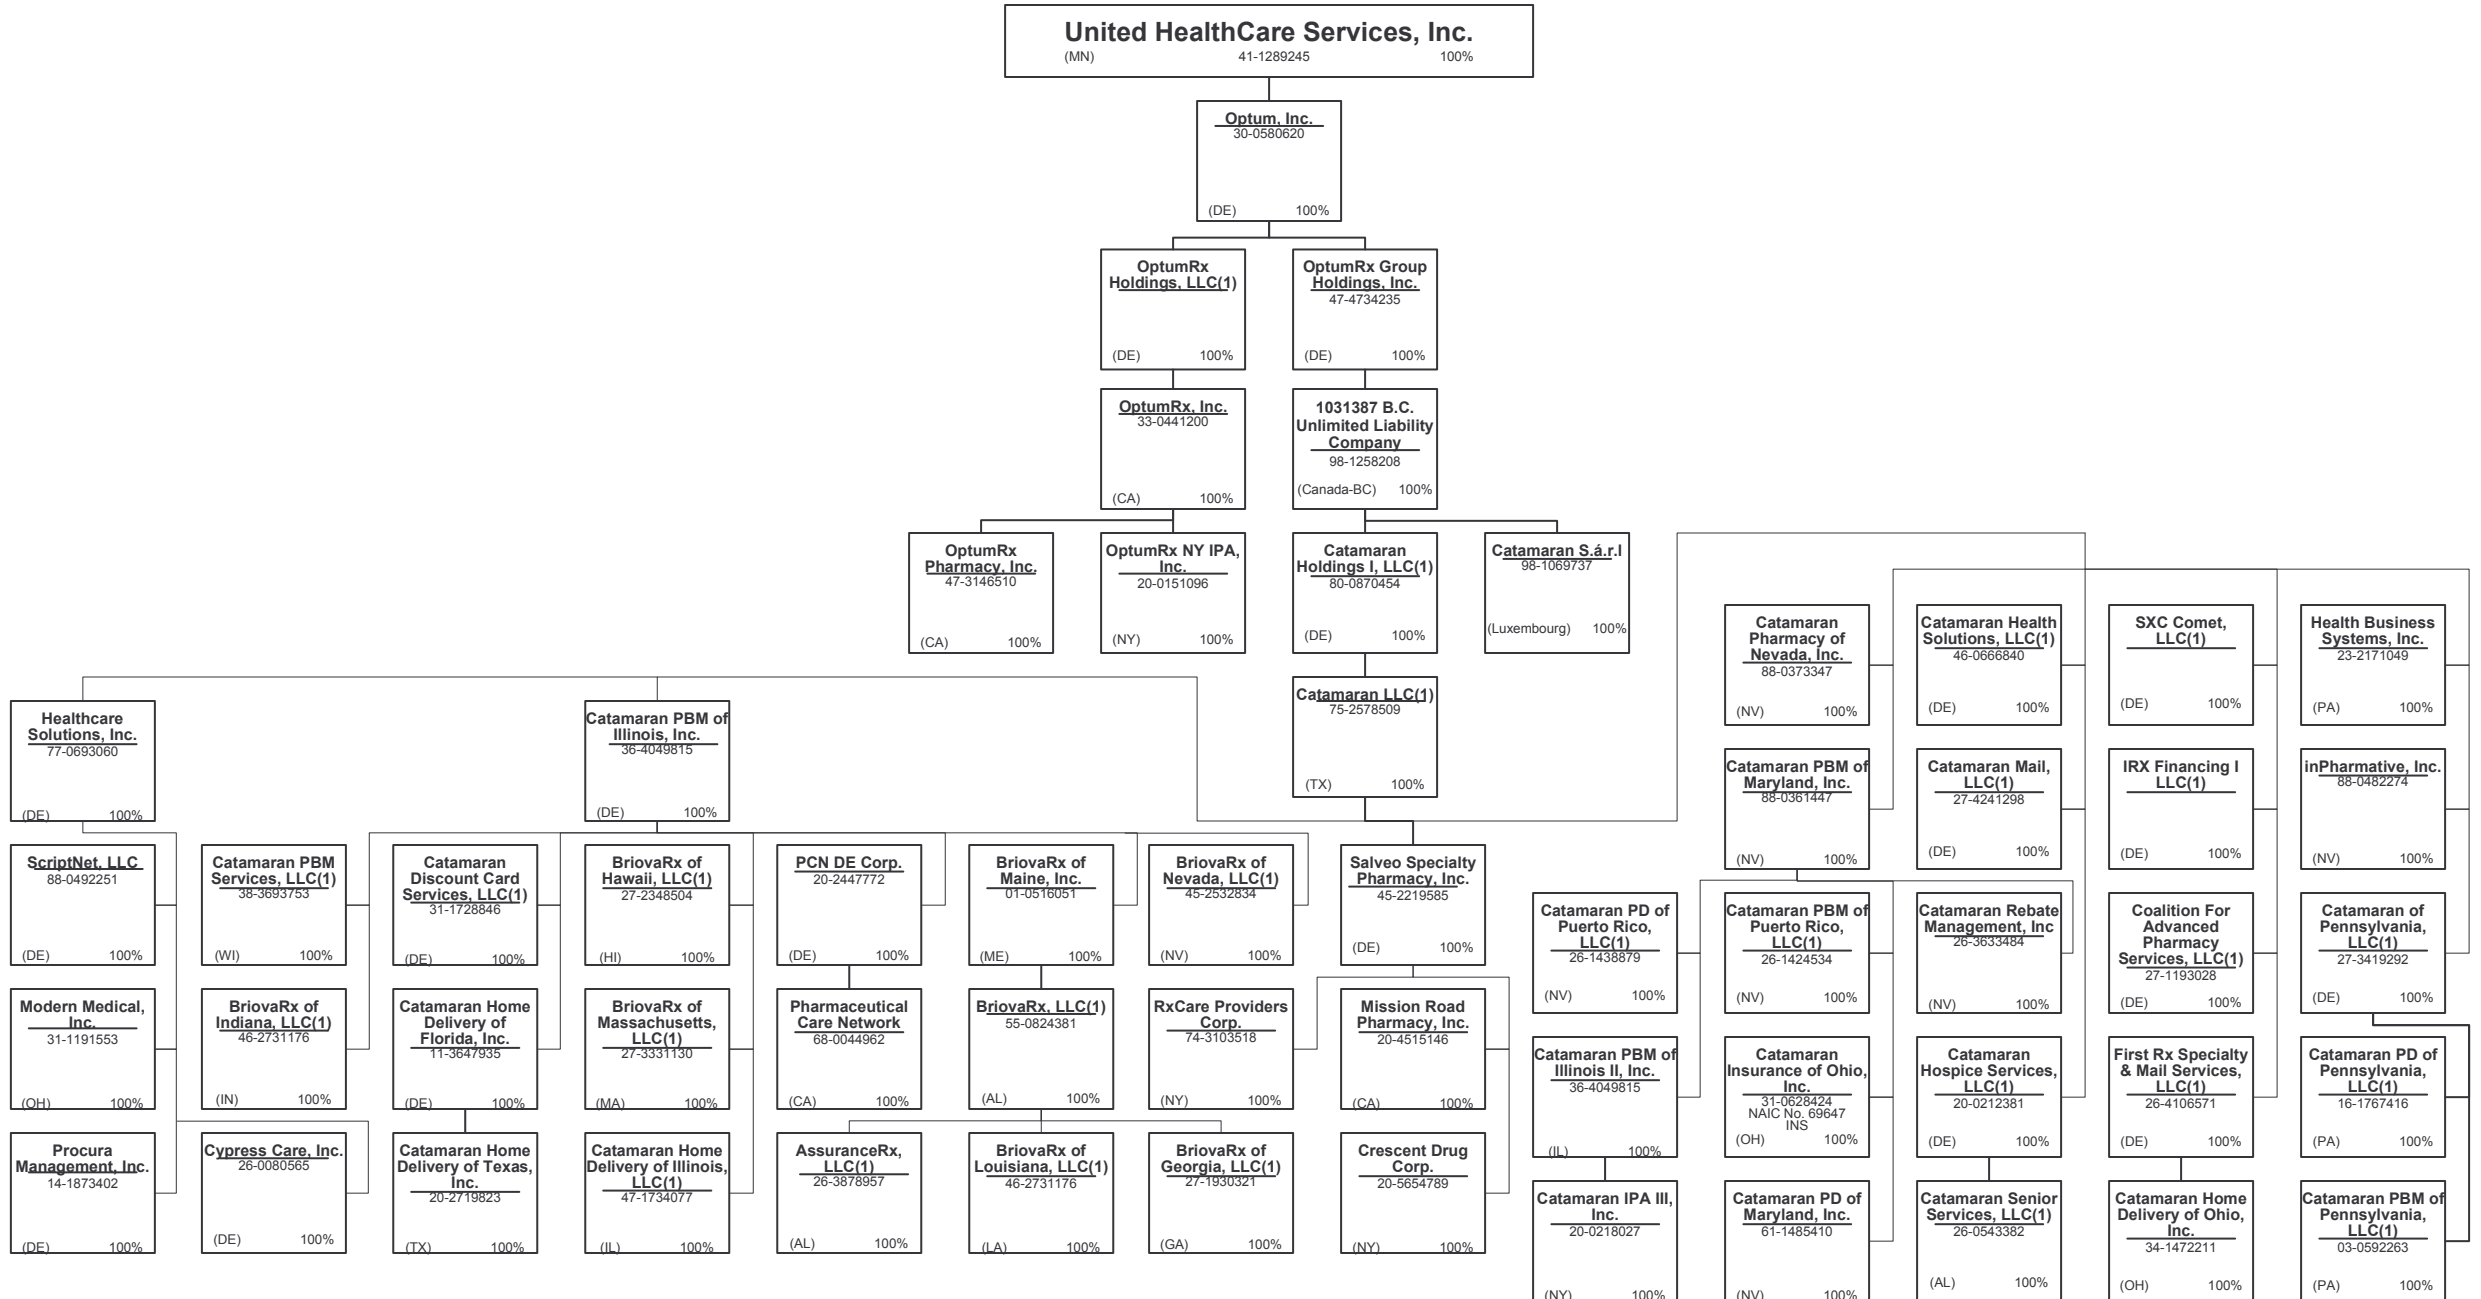 United HealthCare Services, Inc.
(MN) 41-1289245 100%
Optum, Inc.
30-0580620
(DE) 100%
OptumRx
Holdings, LLC(1)
(DE) 100%
OptumRx Group
Holdings, Inc.
47-4734235
(DE) 100%
OptumRx, Inc.
33-0441200
(CA) 100%
1031387 B.C.
Unlimited Liability
Company
98-1258208
(Canada-BC) 100%
OptumRx
Pharmacy, Inc.
47-3146510
(CA) 100%
OptumRx NY IPA,
Inc.
20-0151096
(NY) 100%
Catamaran
Holdings I, LLC(1)
80-0870454
(DE) 100%
Catamaran S.á.r.l
98-1069737
(Luxembourg) 100%
Catamaran
Pharmacy of
Nevada, Inc.
88-0373347
(NV) 100%
Catamaran Health
Solutions, LLC(1)
46-0666840
(DE) 100%
SXC Comet,
LLC(1)
(DE) 100%
Health Business
Systems, Inc.
23-2171049
(PA) 100%
Healthcare
Solutions, Inc.
77-0693060
(DE) 100%
Catamaran PBM of
Illinois, Inc.
36-4049815
(DE) 100%
Catamaran LLC(1)
75-2578509
(TX) 100%
Catamaran PBM of
Maryland, Inc.
88-0361447
(NV) 100%
Catamaran Mail,
LLC(1)
27-4241298
(DE) 100%
IRX Financing I
LLC(1)
(DE) 100%
inPharmative, Inc.
88-0482274
(NV) 100%
ScriptNet, LLC
88-0492251
(DE) 100%
Catamaran PBM
Services, LLC(1)
38-3693753
(WI) 100%
Catamaran
Discount Card
Services, LLC(1)
31-1728846
(DE) 100%
BriovaRx of
Hawaii, LLC(1)
27-2348504
(HI) 100%
PCN DE Corp.
20-2447772
(DE) 100%
BriovaRx of
Maine, Inc.
01-0516051
(ME) 100%
BriovaRx of
Nevada, LLC(1)
45-2532834
(NV) 100%
Salveo Specialty
Pharmacy, Inc.
45-2219585
(DE) 100%
Catamaran PD of
Puerto Rico,
LLC(1)
26-1438879
(NV) 100%
Catamaran PBM of
Puerto Rico,
LLC(1)
26-1424534
(NV) 100%
Catamaran Rebate
Management, Inc
26-3633484
(NV) 100%
Coalition For
Advanced
Pharmacy
Services, LLC(1)
27-1193028
(DE) 100%
Catamaran of
Pennsylvania,
LLC(1)
27-3419292
(DE) 100%
Modern Medical,
Inc.
31-1191553
(OH) 100%
BriovaRx of
Indiana, LLC(1)
46-2731176
(IN) 100%
Catamaran Home
Delivery of
Florida, Inc.
11-3647935
(DE) 100%
BriovaRx of
Massachusetts,
LLC(1)
27-3331130
(MA) 100%
Pharmaceutical
Care Network
68-0044962
(CA) 100%
BriovaRx, LLC(1)
55-0824381
(AL) 100%
RxCare Providers
Corp.
74-3103518
(NY) 100%
Mission Road
Pharmacy, Inc.
20-4515146
(CA) 100%
Catamaran PBM of
Illinois II, Inc.
36-4049815
(IL) 100%
Catamaran
Insurance of Ohio,
Inc.
31-0628424
NAIC No. 69647
INS
(OH) 100%
Catamaran
Hospice Services,
LLC(1)
20-0212381
(DE) 100%
First Rx Specialty
& Mail Services,
LLC(1)
26-4106571
(DE) 100%
Catamaran PD of
Pennsylvania,
LLC(1)
16-1767416
(PA) 100%
Procura
Management, Inc.
14-1873402
(DE) 100%
Cypress Care, Inc.
26-0080565
(DE) 100%
Catamaran Home
Delivery of Texas,
Inc.
20-2719823
(TX) 100%
Catamaran Home
Delivery of Illinois,
LLC(1)
47-1734077
(IL) 100%
AssuranceRx,
LLC(1)
26-3878957
(AL) 100%
BriovaRx of
Louisiana, LLC(1)
46-2731176
(LA) 100%
BriovaRx of
Georgia, LLC(1)
27-1930321
(GA) 100%
Crescent Drug
Corp.
20-5654789
(NY) 100%
Catamaran IPA III,
Inc.
20-0218027
(NY) 100%
Catamaran PD of
Maryland, Inc.
61-1485410
(NV) 100%
Catamaran Senior
Services, LLC(1)
26-0543382
(AL) 100%
Catamaran Home
Delivery of Ohio,
Inc.
34-1472211
(OH) 100%
Catamaran PBM of
Pennsylvania,
LLC(1)
03-0592263
(PA) 100%